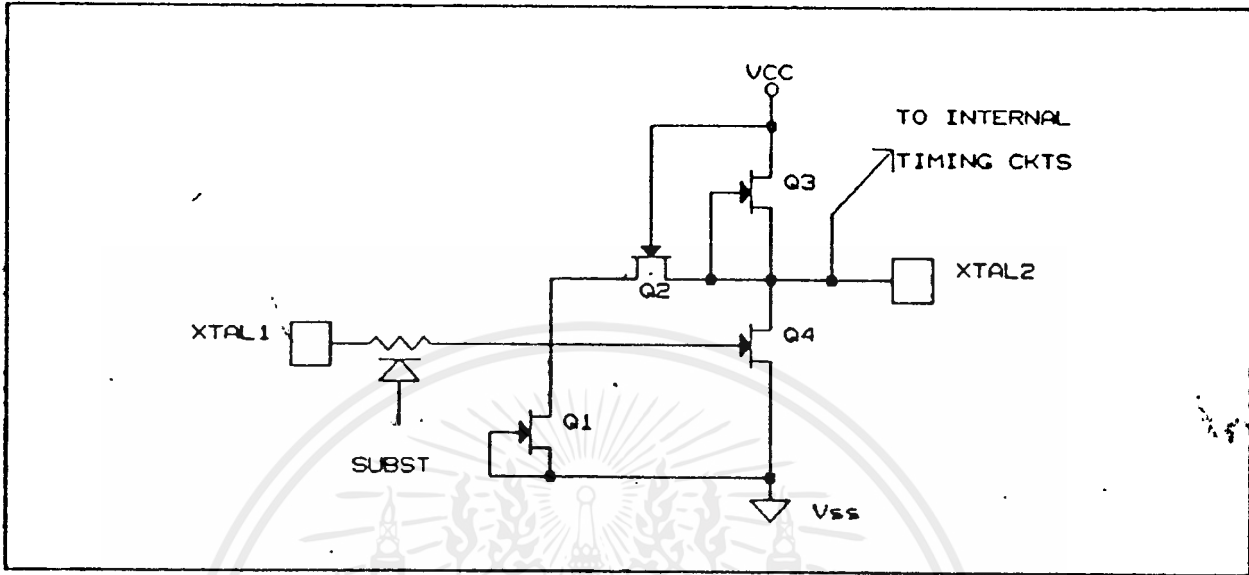 VCC
TO INTERNAL
TIMING CKTS
Q3
Q2
XTAL2
XTAL1
Q4
Q1
SUBST
Vss